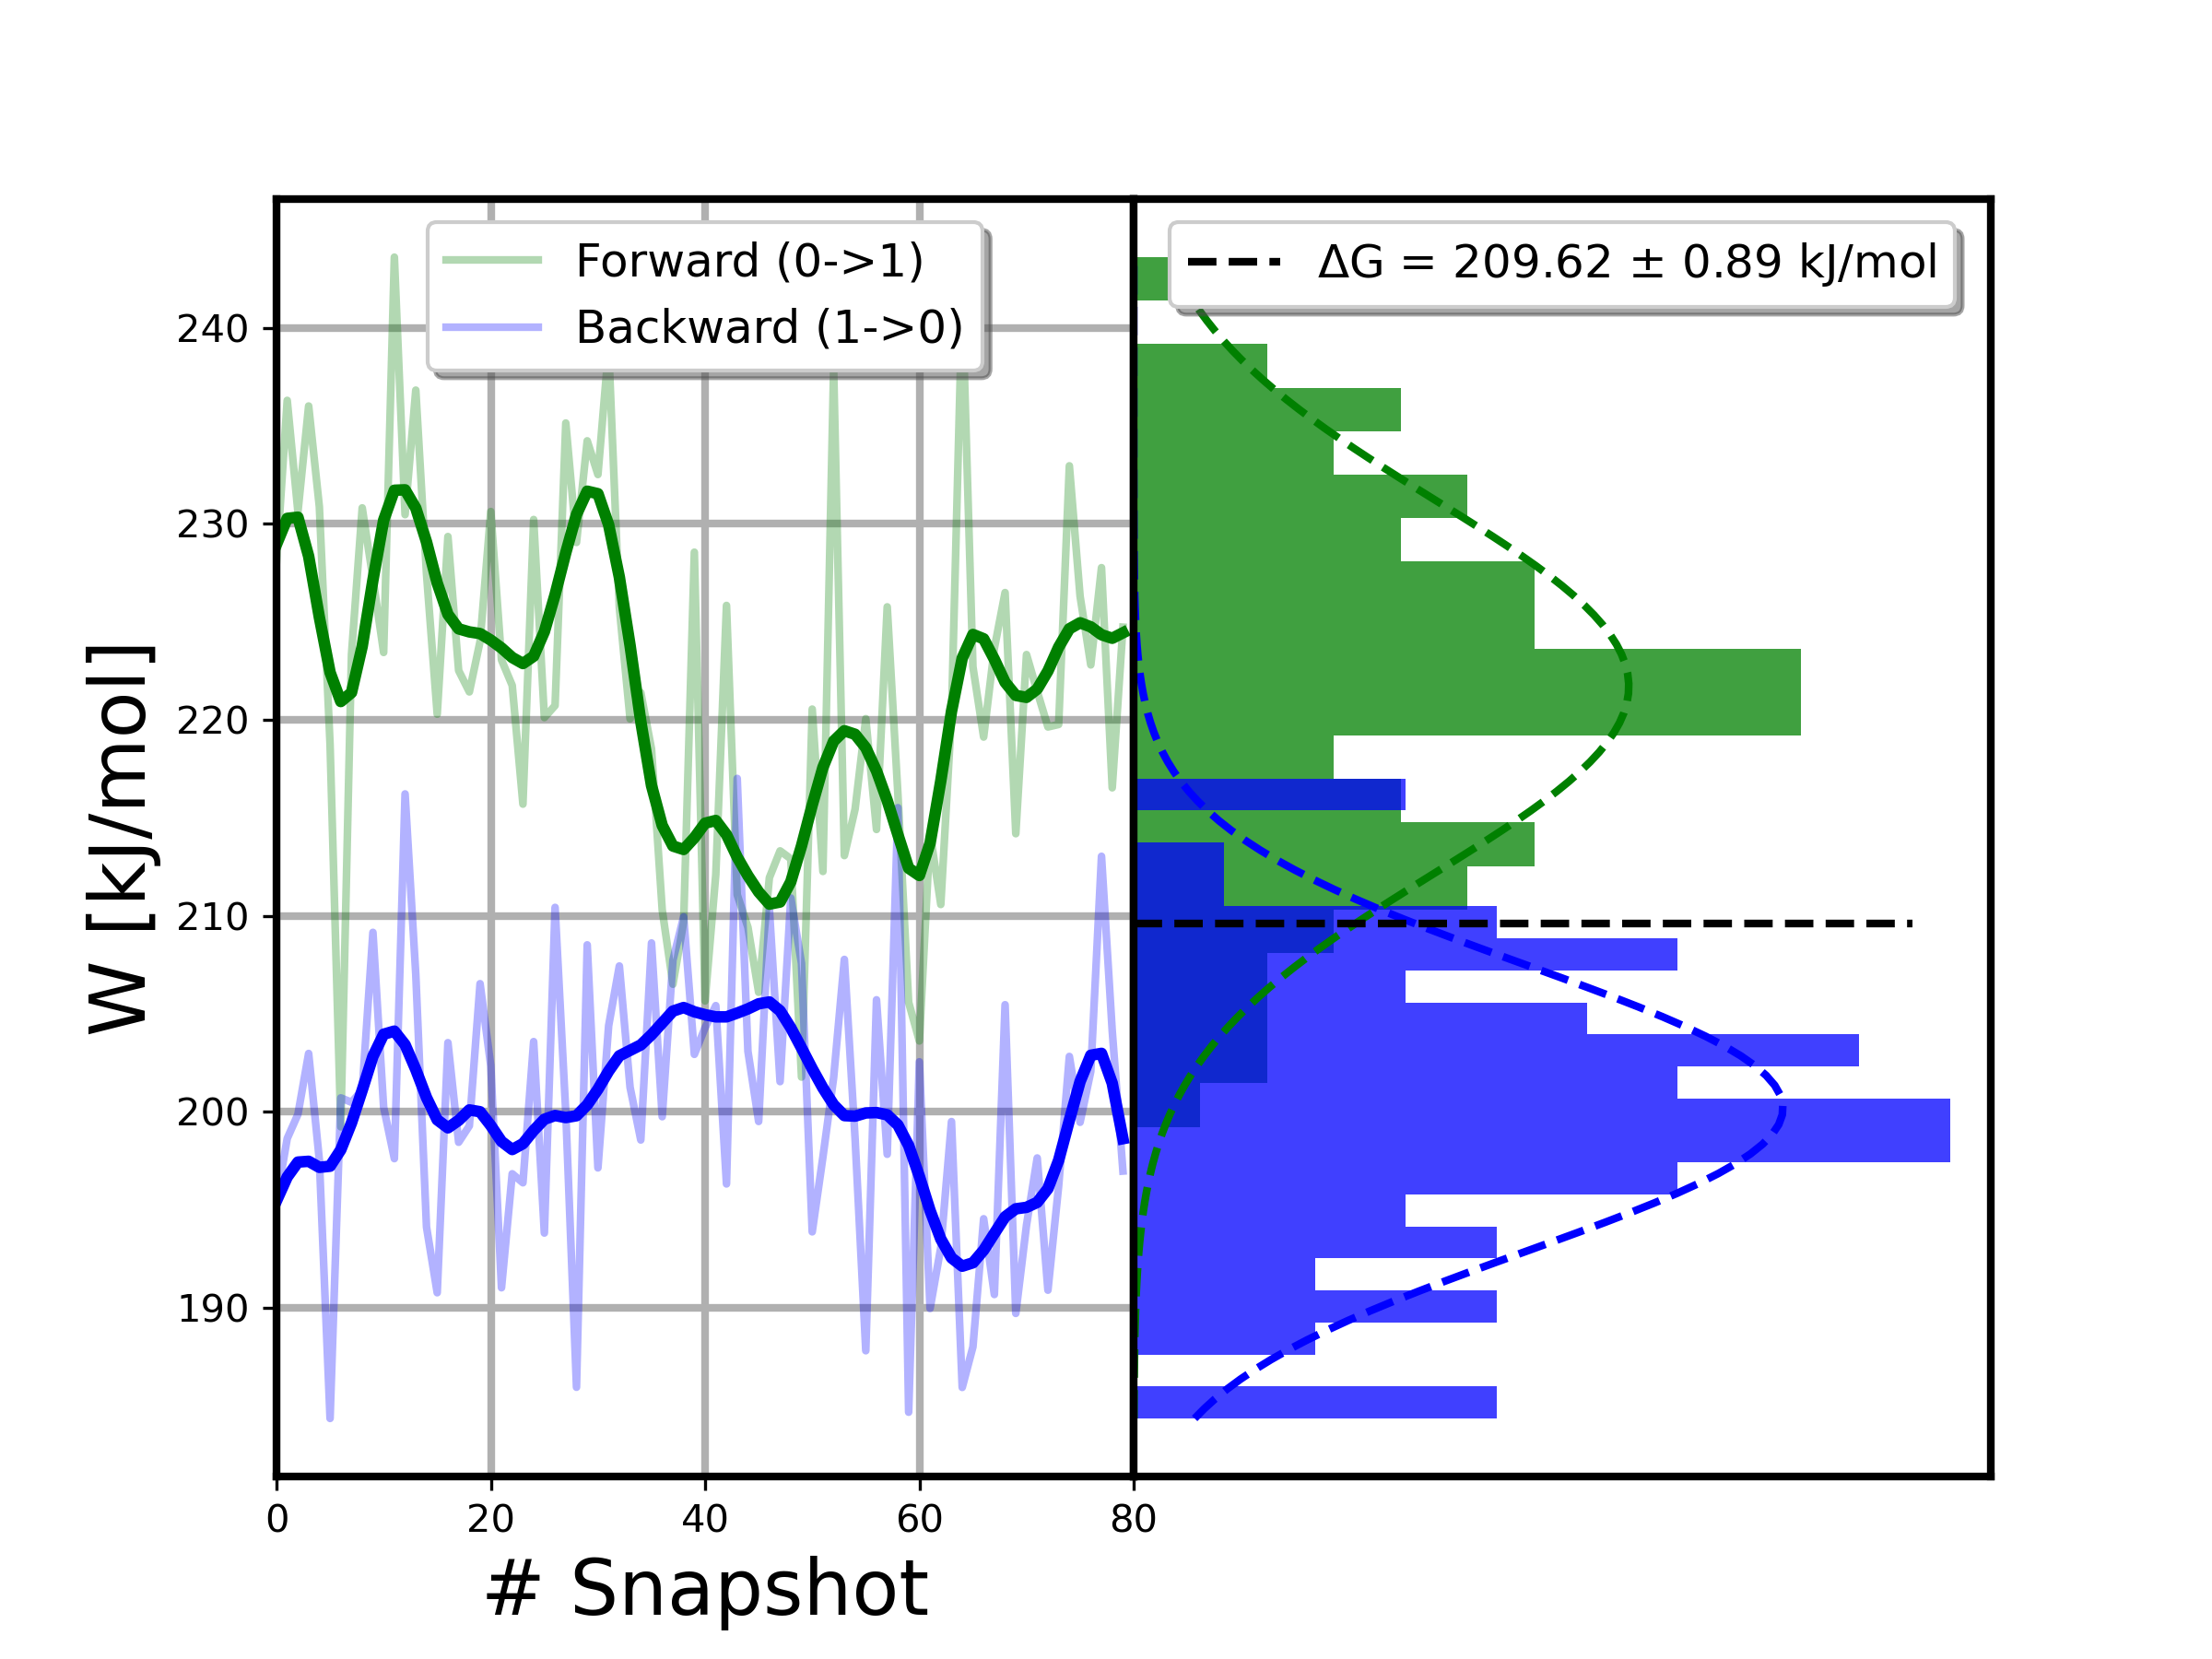 Forward (0->1)
Backward (1->0)
ΔG = 209.62 ± 0.89 kJ/mol
W [kJ/mol]
240
230
220
210
200
190
0 20 40 60 80
# Snapshot